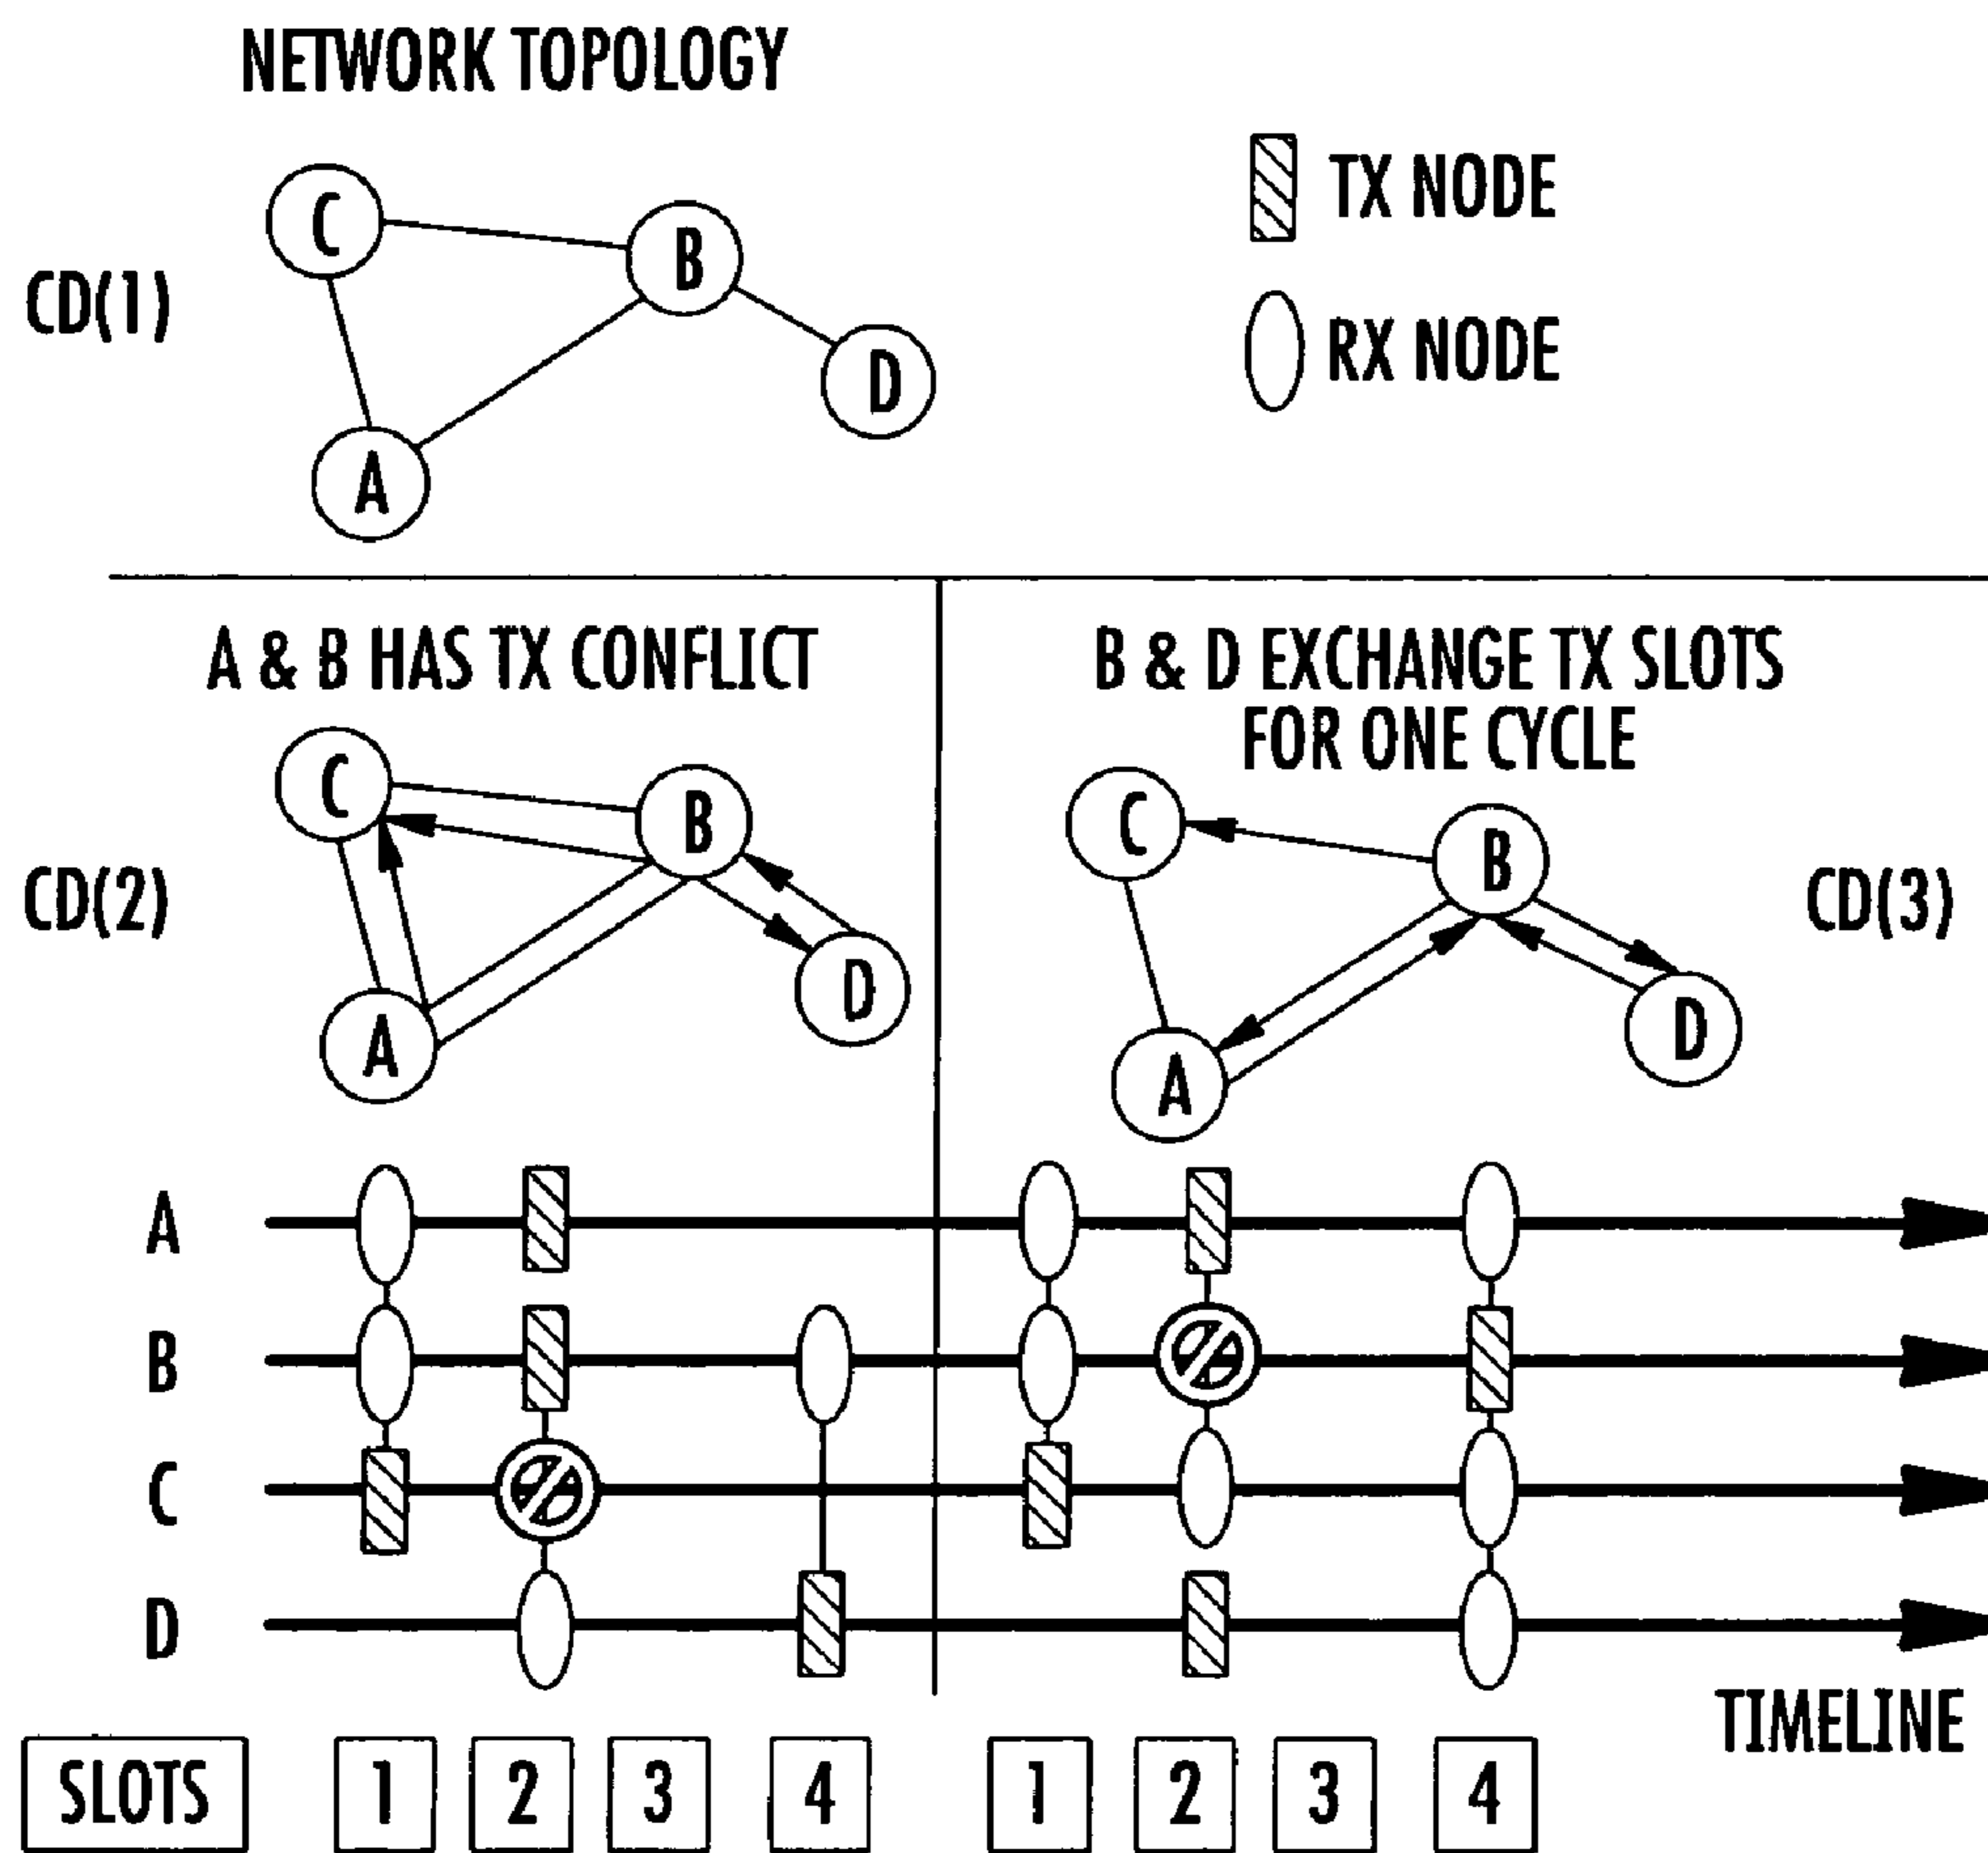 NETWORK TOPOLOGY
CD(1)
C
B
D
A
TX NODE
RX NODE
A & B HAS TX CONFLICT
CD(2)
C
B
D
A
B & D EXCHANGE TX SLOTS
FOR ONE CYCLE
CD(3)
C
B
D
A
A
B
C
D
TIMELINE
SLOTS 1 2 3 4 1 2 3 4